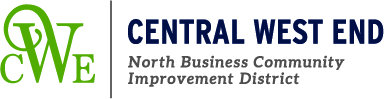 CWE
CENTRAL WEST END
North Business Community
Improvement District